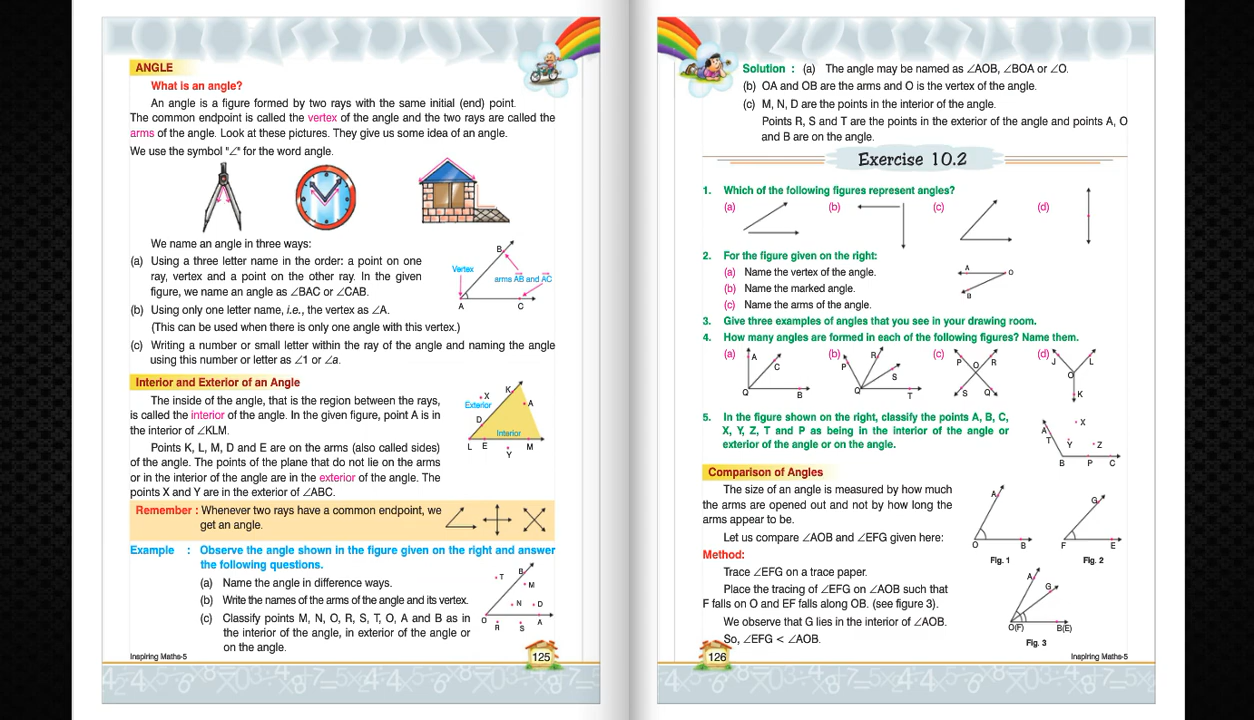 ANGLE
What is an angle?
An angle is a figure formed by two rays with the same initial (end) point.
The common endpoint is called the vertex of the angle and the two rays are called the
arms of the angle. Look at these pictures. They give us some idea of an angle.
We use the symbol "∠" for the word angle.
We name an angle in three ways:
(a) Using a three letter name in the order: a point on one
ray, vertex and a point on the other ray. In the given
figure, we name an angle as ∠BAC or ∠CAB.
B
Vertex
arms AB and AC
A C
(b) Using only one letter name, i.e., the vertex as ∠A.
(This can be used when there is only one angle with this vertex.)
(c) Writing a number or small letter within the ray of the angle and naming the angle
using this number or letter as ∠1 or ∠a.
Interior and Exterior of an Angle
The inside of the angle, that is the region between the rays,
is called the interior of the angle. In the given figure, point A is in
the interior of ∠KLM.
Points K, L, M, D and E are on the arms (also called sides)
of the angle. The points of the plane that do not lie on the arms
or in the interior of the angle are in the exterior of the angle. The
points X and Y are in the exterior of ∠ABC.
K
X
Exterior A
D
Interior
L E M
Y
Remember : Whenever two rays have a common endpoint, we
get an angle.
Example : Observe the angle shown in the figure given on the right and answer
the following questions.
(a) Name the angle in difference ways.
(b) Write the names of the arms of the angle and its vertex.
(c) Classify points M, N, O, R, S, T, O, A and B as in
the interior of the angle, in exterior of the angle or
on the angle.
T B
M
N D
O A
R S
Inspiring Maths-5 125
Solution : (a) The angle may be named as ∠AOB, ∠BOA or ∠O.
(b) OA and OB are the arms and O is the vertex of the angle.
(c) M, N, D are the points in the interior of the angle.
Points R, S and T are the points in the exterior of the angle and points A, O
and B are on the angle.
Exercise 10.2
1. Which of the following figures represent angles?
(a) (b) (c) (d)
2. For the figure given on the right:
(a) Name the vertex of the angle.
(b) Name the marked angle.
(c) Name the arms of the angle.
A O
B
3. Give three examples of angles that you see in your drawing room.
4. How many angles are formed in each of the following figures? Name them.
(a) A C Q B
(b) P R S Q T
(c) P O R S Q
(d) J L O K
5. In the figure shown on the right, classify the points A, B, C,
X, Y, Z, T and P as being in the interior of the angle or
exterior of the angle or on the angle.
X
A
T Y Z
B P C
Comparison of Angles
The size of an angle is measured by how much
the arms are opened out and not by how long the
arms appear to be.
Let us compare ∠AOB and ∠EFG given here:
A
O B
Fig. 1
G
F E
Fig. 2
Method:
Trace ∠EFG on a trace paper.
Place the tracing of ∠EFG on ∠AOB such that
F falls on O and EF falls along OB. (see figure 3).
We observe that G lies in the interior of ∠AOB.
So, ∠EFG < ∠AOB.
A
G
O(F) B(E)
Fig. 3
126 Inspiring Maths-5